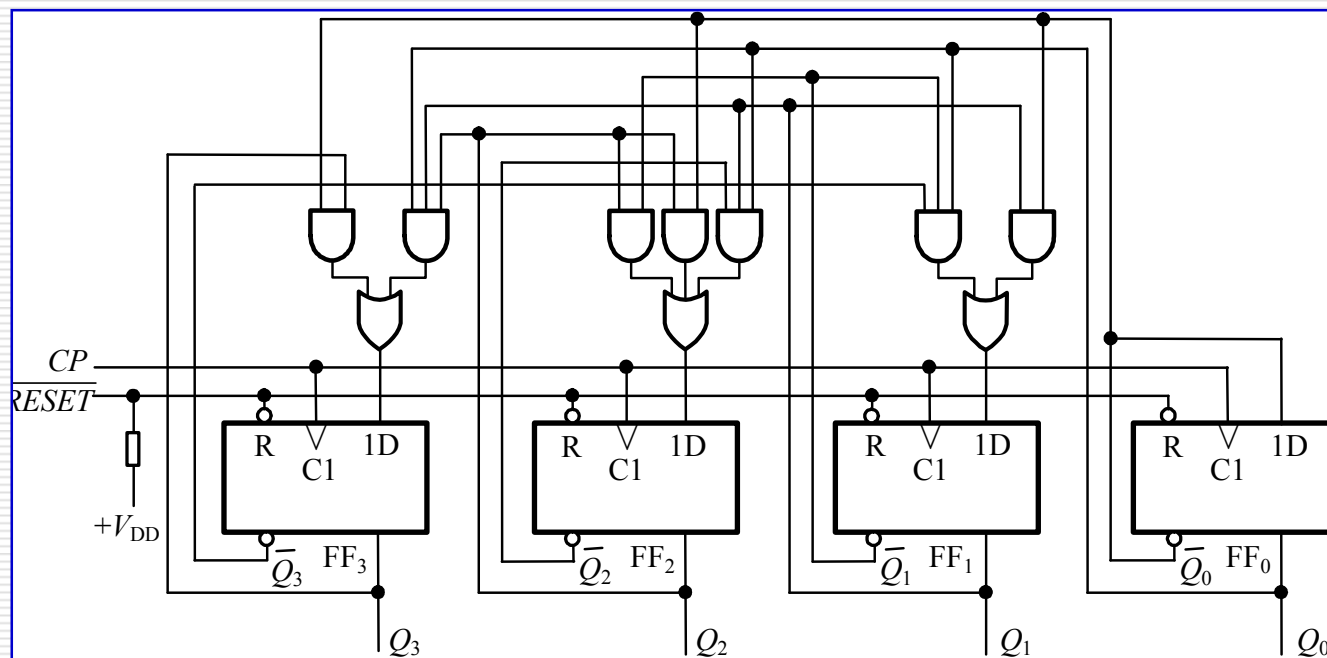 CP
RESET
R C1 1D
R C1 1D
R C1 1D
R C1 1D
+V_DD
Q̅₃ FF₃
Q̅₂ FF₂
Q̅₁ FF₁
Q̅₀ FF₀
Q₃
Q₂
Q₁
Q₀